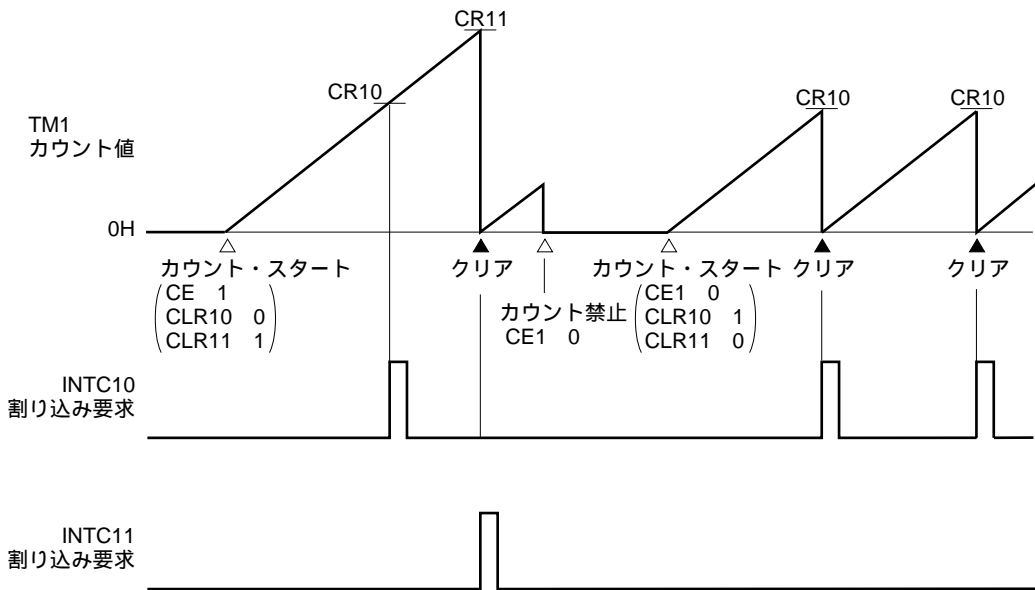 CR11
CR10
CR10
CR10
TM1
カウント値
0H
カウント・スタート
CE 1
CLR10 0
CLR11 1
クリア
カウント禁止
CE1 0
カウント・スタート
CE1 0
CLR10 1
CLR11 0
クリア
クリア
INTC10
割り込み要求
INTC11
割り込み要求